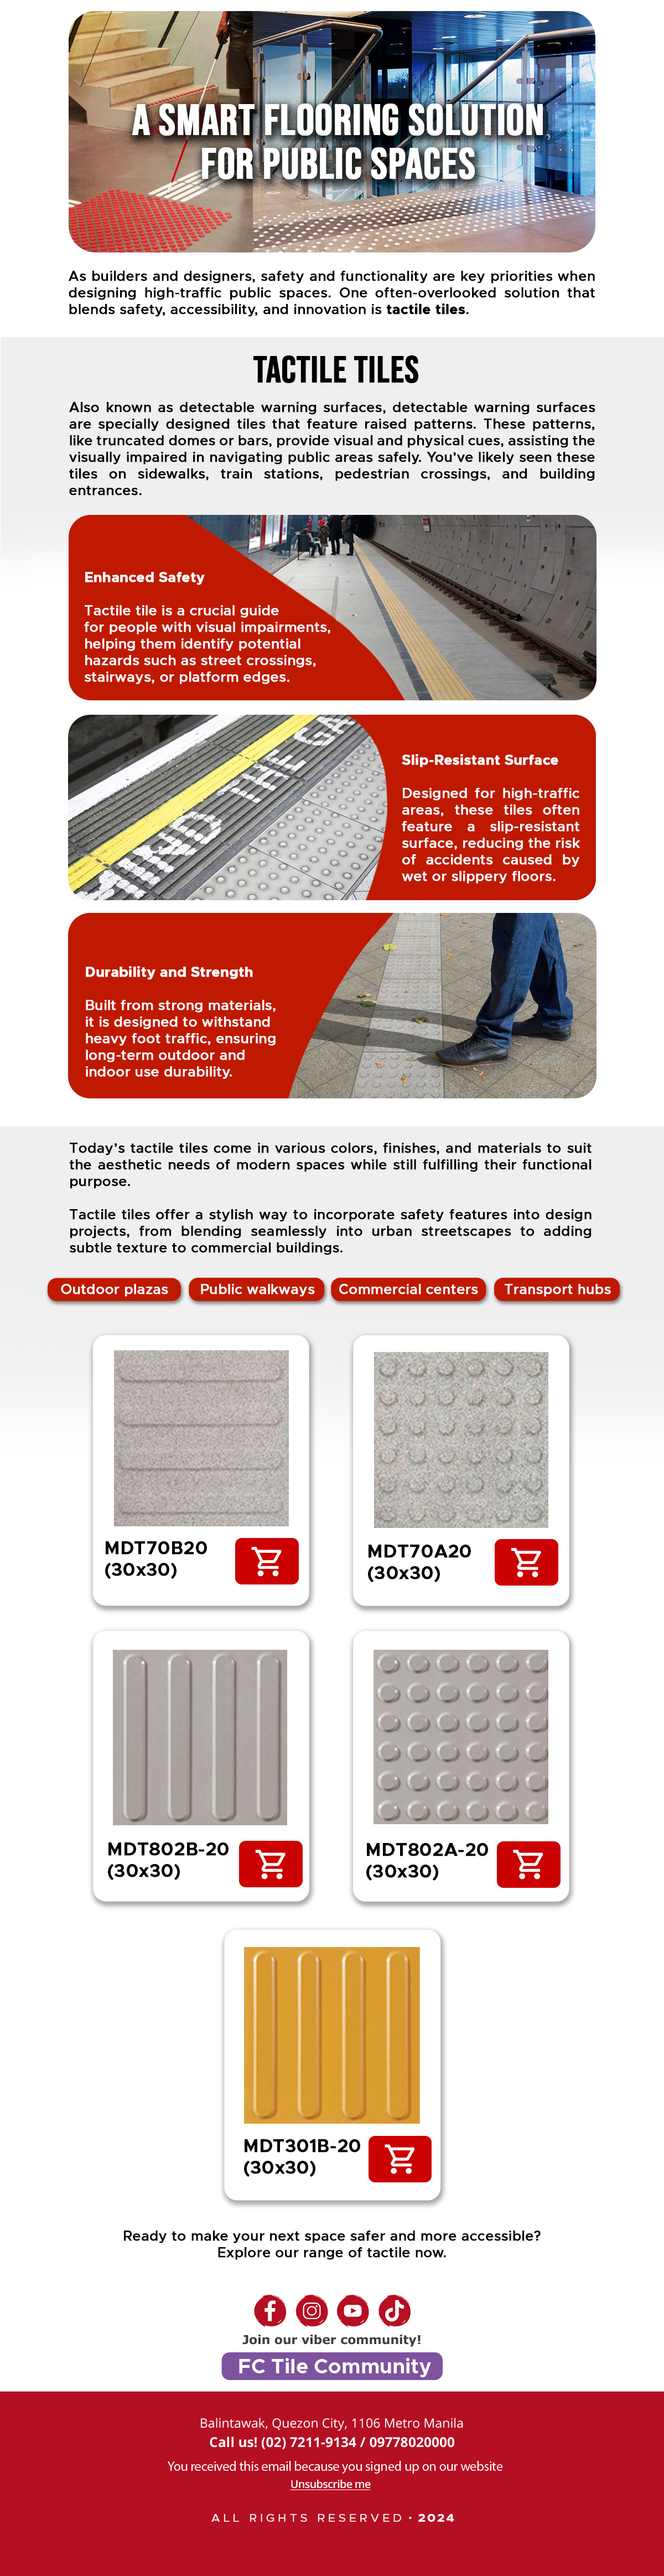 A SMART FLOORING SOLUTION
FOR PUBLIC SPACES
As builders and designers, safety and functionality are key priorities when
designing high-traffic public spaces. One often-overlooked solution that
blends safety, accessibility, and innovation is tactile tiles.
TACTILE TILES
Also known as detectable warning surfaces, detectable warning surfaces
are specially designed tiles that feature raised patterns. These patterns,
like truncated domes or bars, provide visual and physical cues, assisting the
visually impaired in navigating public areas safely. You've likely seen these
tiles on sidewalks, train stations, pedestrian crossings, and building
entrances.
Enhanced Safety
Tactile tile is a crucial guide
for people with visual impairments,
helping them identify potential
hazards such as street crossings,
stairways, or platform edges.
MIND THE GA
Slip-Resistant Surface
Designed for high-traffic
areas, these tiles often
feature a slip-resistant
surface, reducing the risk
of accidents caused by
wet or slippery floors.
Durability and Strength
Built from strong materials,
it is designed to withstand
heavy foot traffic, ensuring
long-term outdoor and
indoor use durability.
Today's tactile tiles come in various colors, finishes, and materials to suit
the aesthetic needs of modern spaces while still fulfilling their functional
purpose.
Tactile tiles offer a stylish way to incorporate safety features into design
projects, from blending seamlessly into urban streetscapes to adding
subtle texture to commercial buildings.
Outdoor plazas
Public walkways
Commercial centers
Transport hubs
MDT70B20
(30x30)
MDT70A20
(30x30)
MDT802B-20
(30x30)
MDT802A-20
(30x30)
MDT301B-20
(30x30)
Ready to make your next space safer and more accessible?
Explore our range of tactile now.
Join our viber community!
FC Tile Community
Balintawak, Quezon City, 1106 Metro Manila
Call us! (02) 7211-9134 / 09778020000
You received this email because you signed up on our website
Unsubscribe me
ALL RIGHTS RESERVED • 2024